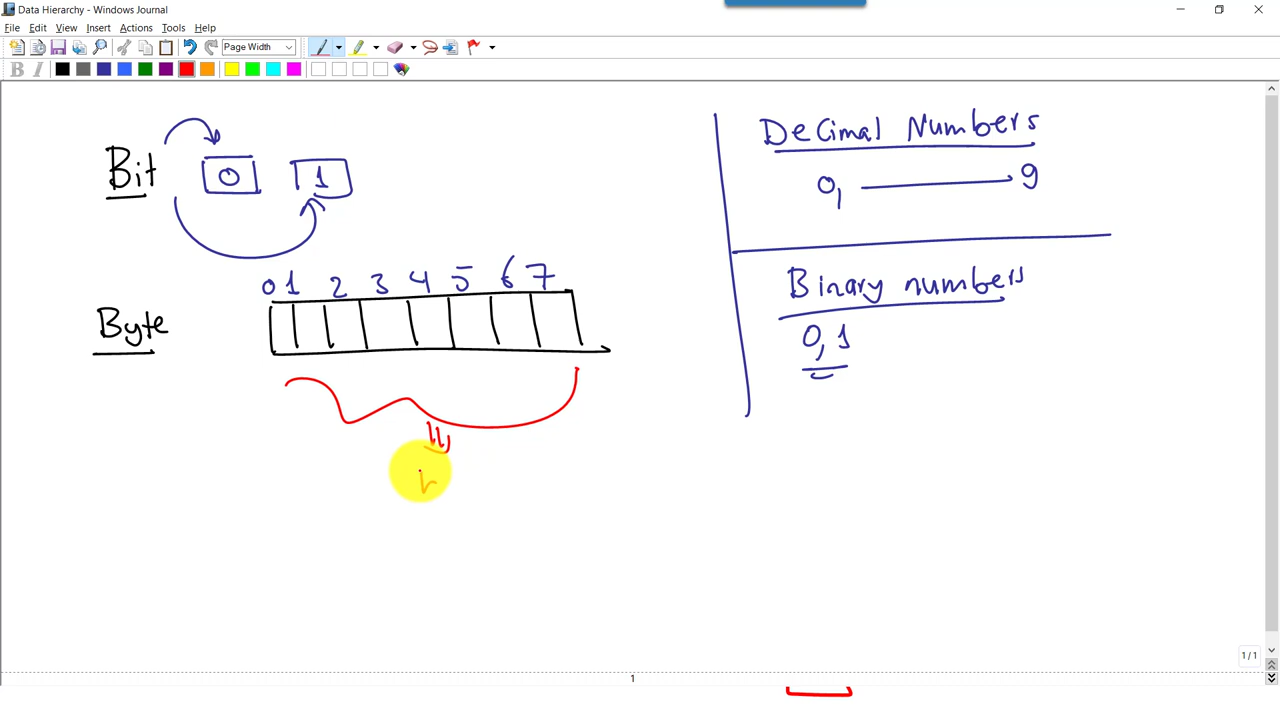 Data Hierarchy - Windows Journal
File Edit View Insert Actions Tools Help
Page Width
B I
Bit 0 1
Byte
0 1 2 3 4 5 6 7
Decimal Numbers
0, 9
Binary numbers
0,1
1/1
1